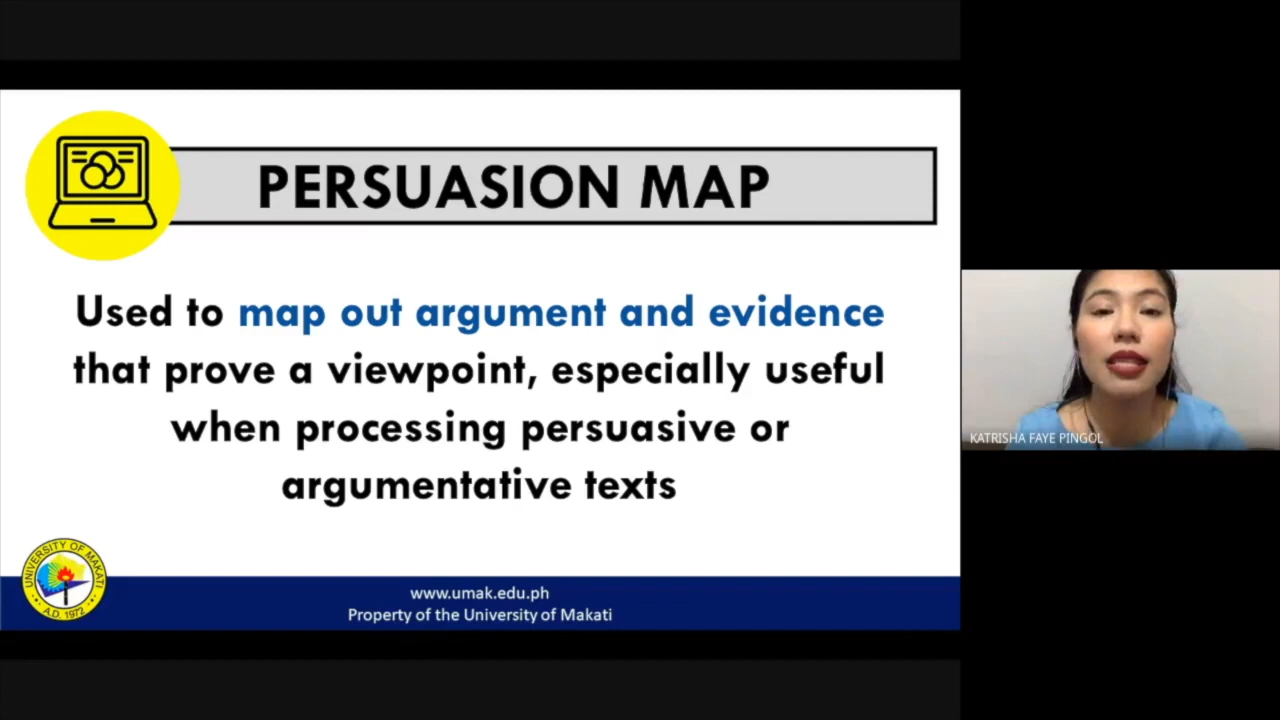 PERSUASION MAP
Used to map out argument and evidence
that prove a viewpoint, especially useful
when processing persuasive or
argumentative texts
KATRISHA FAYE PINGOL
UNIVERSITY OF MAKATI
A.D. 1972
www.umak.edu.ph
Property of the University of Makati